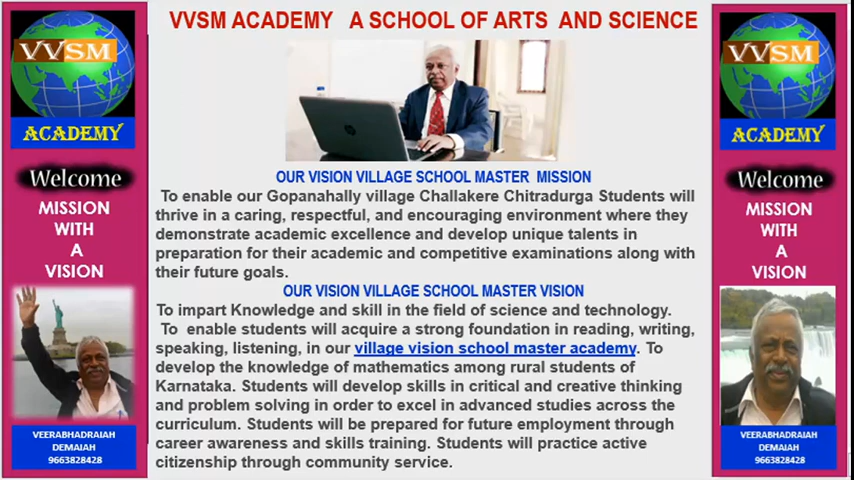 VVSM ACADEMY A SCHOOL OF ARTS AND SCIENCE
VVSM
ACADEMY
Welcome
MISSION
WITH
A
VISION
VEERABHADRAIAH
DEMAIAH
9663828428
OUR VISION VILLAGE SCHOOL MASTER MISSION
To enable our Gopanahally village Challakere Chitradurga Students will
thrive in a caring, respectful, and encouraging environment where they
demonstrate academic excellence and develop unique talents in
preparation for their academic and competitive examinations along with
their future goals.
OUR VISION VILLAGE SCHOOL MASTER VISION
To impart Knowledge and skill in the field of science and technology.
To enable students will acquire a strong foundation in reading, writing,
speaking, listening, in our village vision school master academy. To
develop the knowledge of mathematics among rural students of
Karnataka. Students will develop skills in critical and creative thinking
and problem solving in order to excel in advanced studies across the
curriculum. Students will be prepared for future employment through
career awareness and skills training. Students will practice active
citizenship through community service.
VVSM
ACADEMY
Welcome
MISSION
WITH
A
VISION
VEERABHADRAIAH
DEMAIAH
9663828428